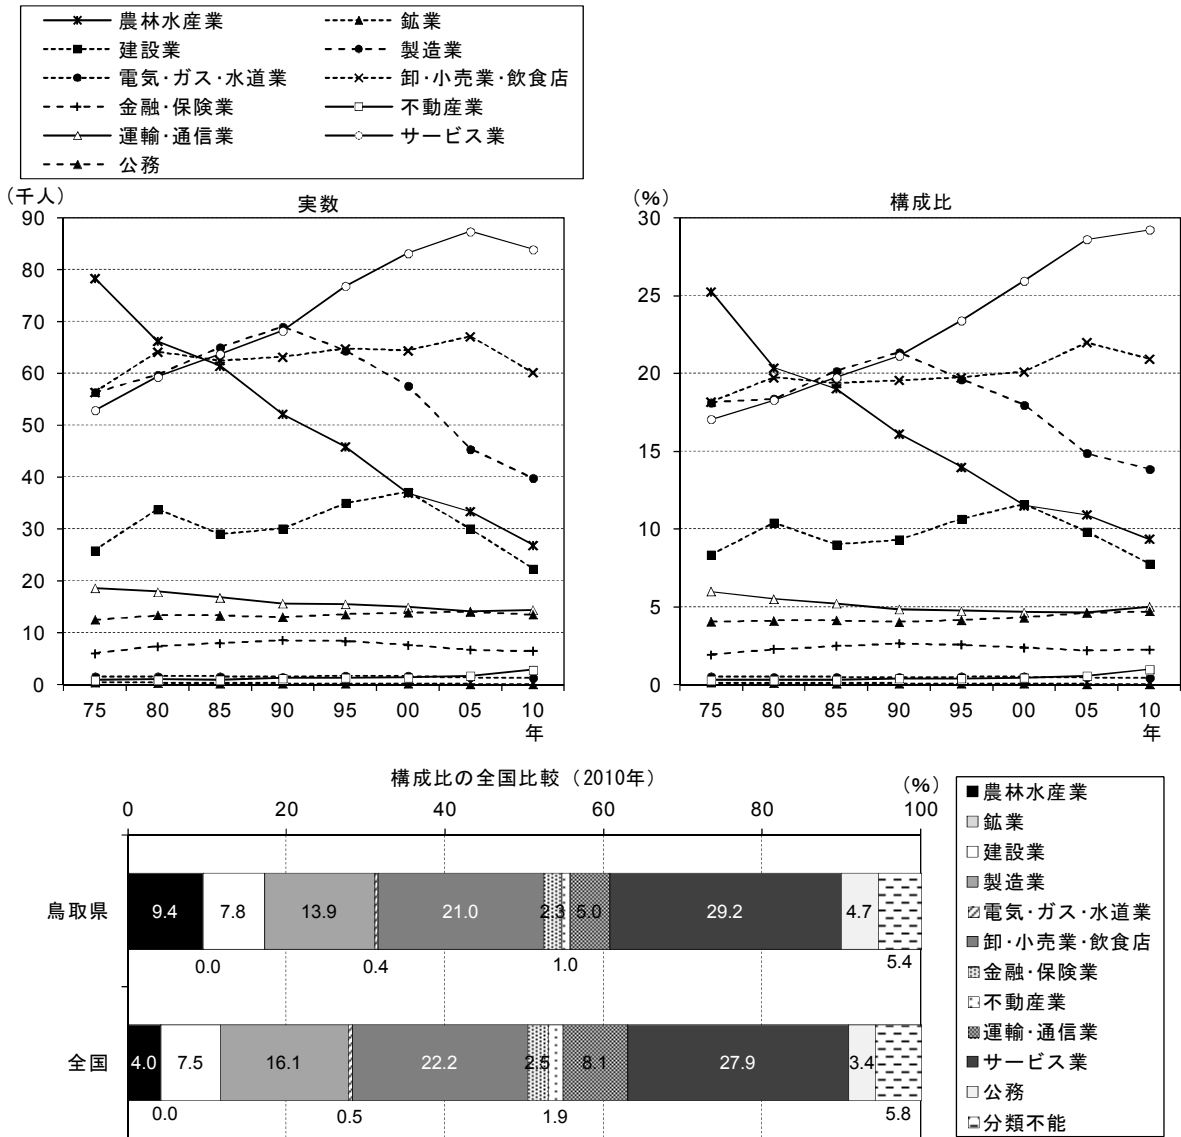 農林水産業 鉱業
建設業 製造業
電気・ガス・水道業 卸・小売業・飲食店
金融・保険業 不動産業
運輸・通信業 サービス業
公務
（千人） 実数
90
80
70
60
50
40
30
20
10
0
75 80 85 90 95 00 05 10
年
（%） 構成比
30
25
20
15
10
5
0
75 80 85 90 95 00 05 10
年
構成比の全国比較（2010年） （%）
0 20 40 60 80 100
鳥取県 9.4 7.8 13.9 21.0 2.3 5.0 29.2 4.7
0.0 0.4 1.0 5.4
全国 4.0 7.5 16.1 22.2 2.5 8.1 27.9 3.4
0.0 0.5 1.9 5.8
農林水産業
鉱業
建設業
製造業
電気・ガス・水道業
卸・小売業・飲食店
金融・保険業
不動産業
運輸・通信業
サービス業
公務
分類不能